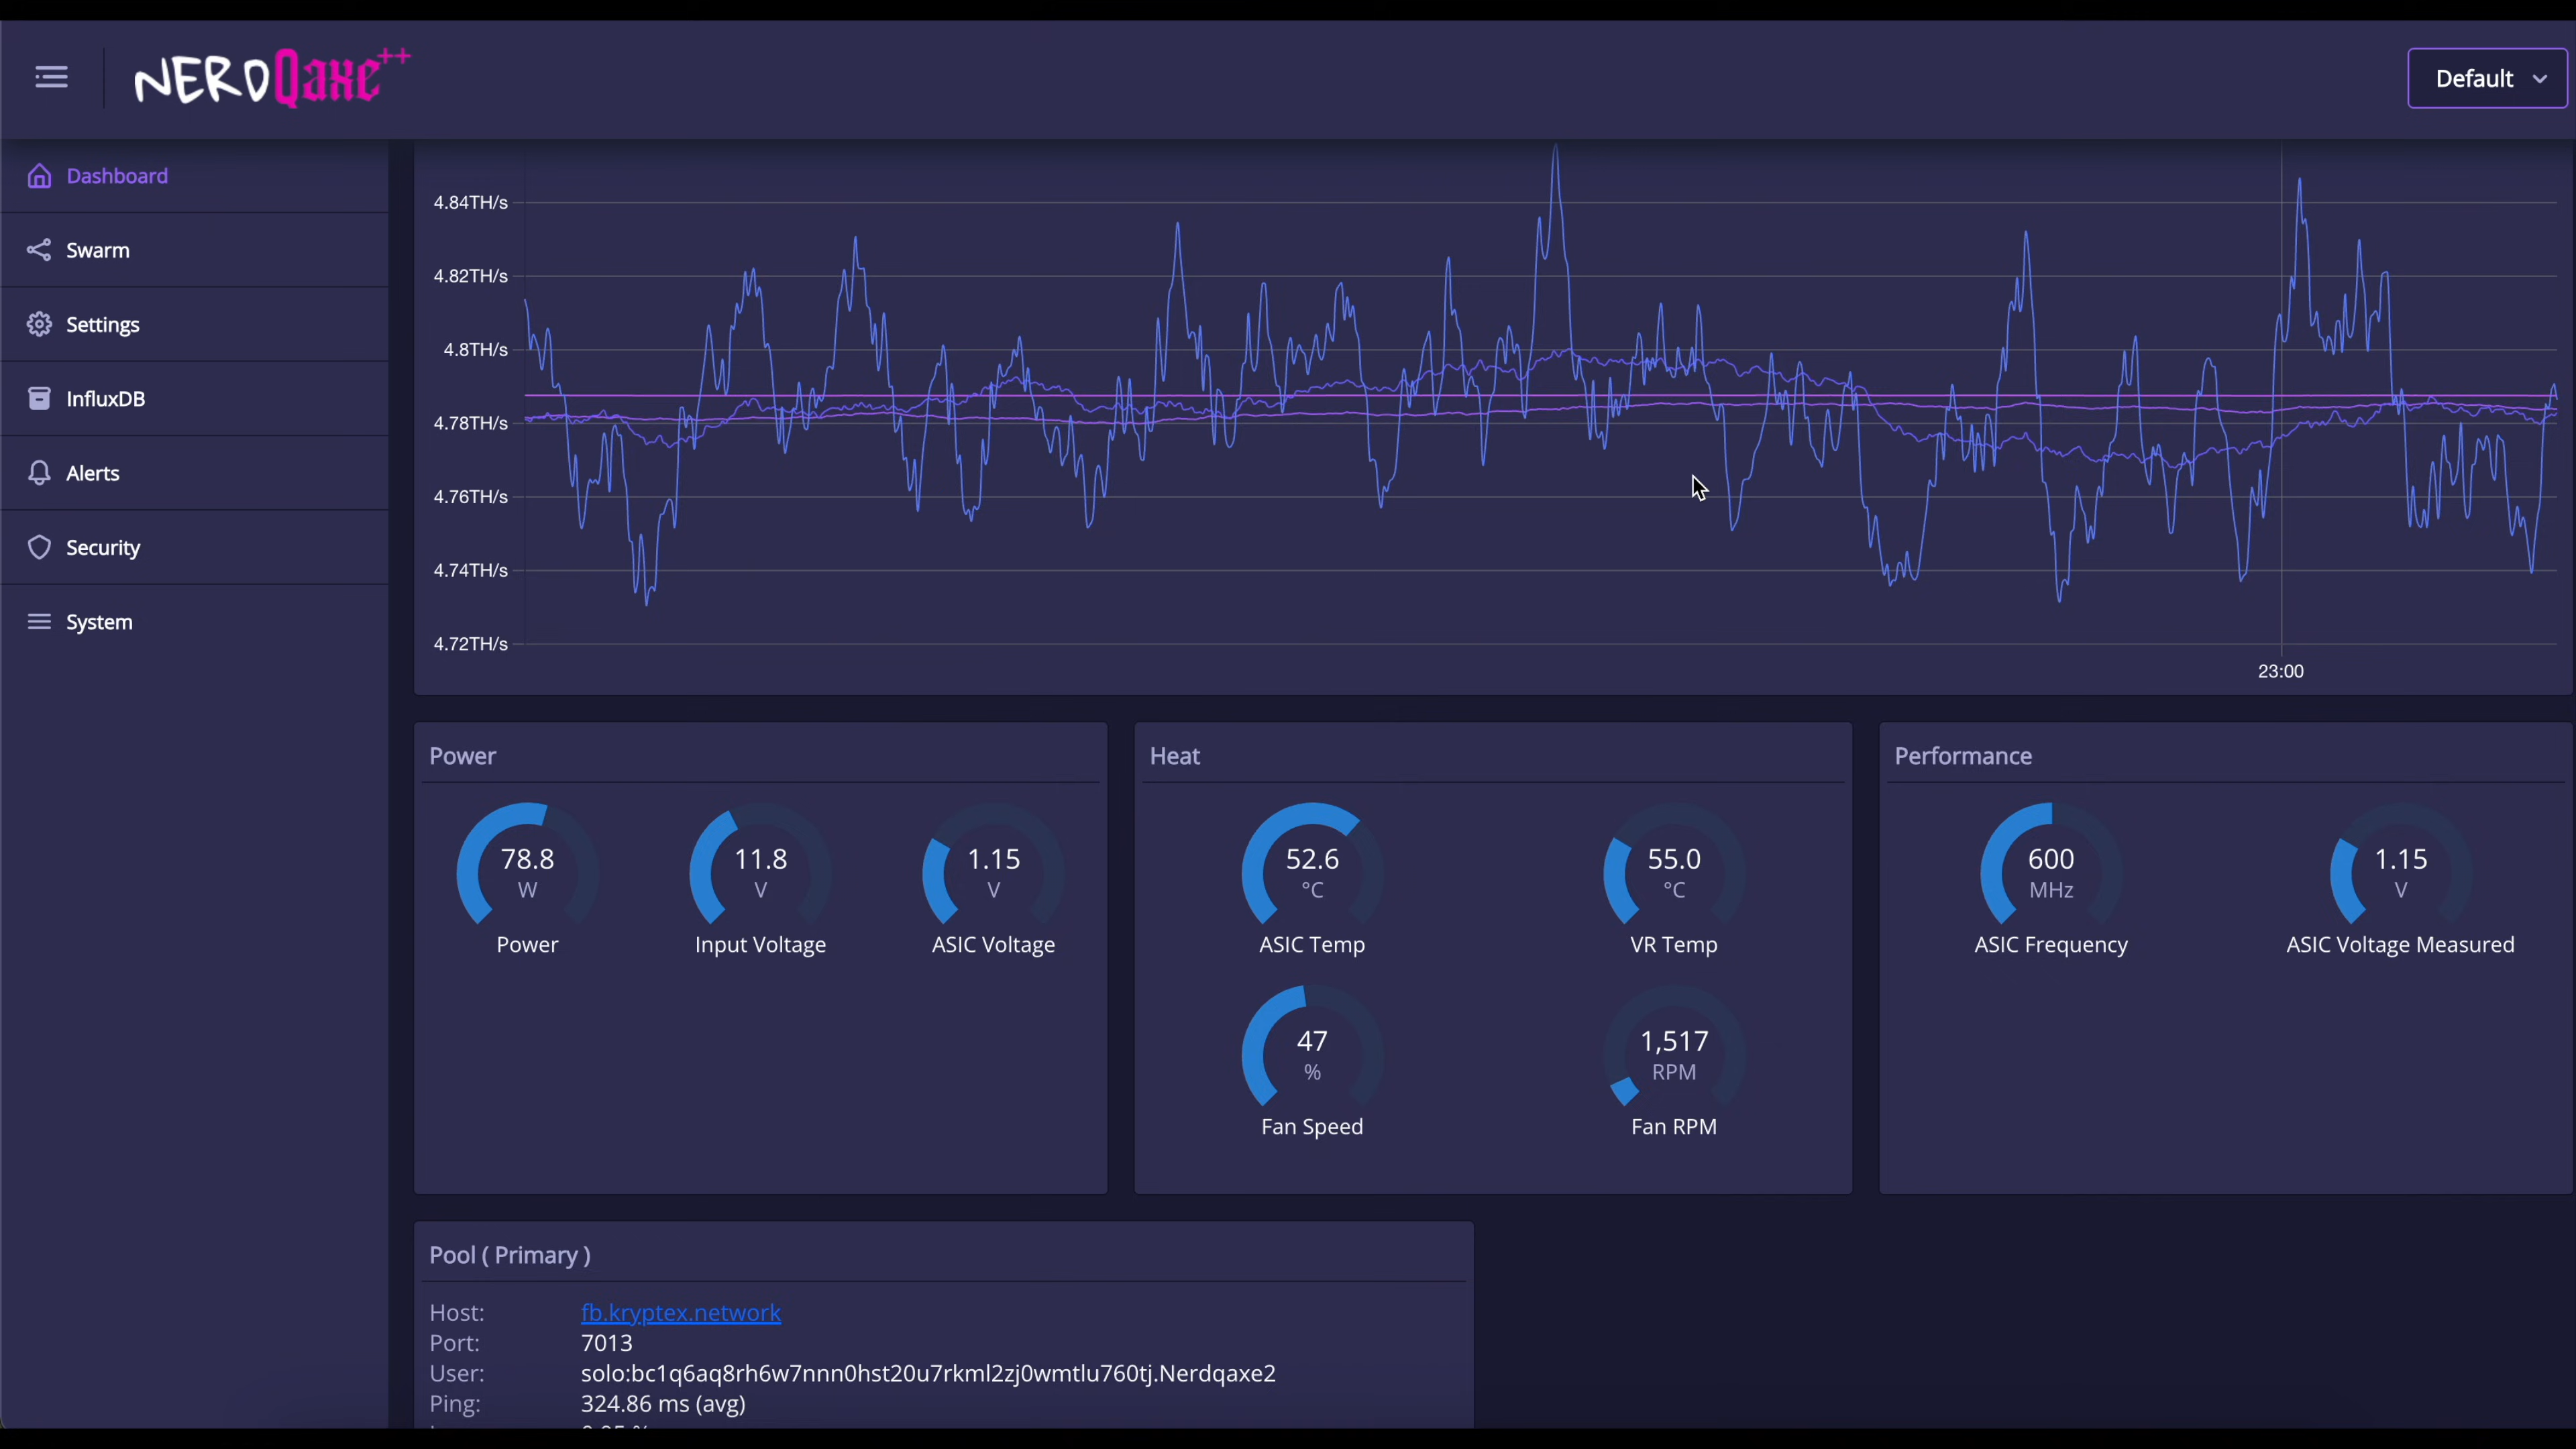 NERDQaxe++
Default
Dashboard
Swarm
Settings
InfluxDB
Alerts
Security
System
4.84TH/s
4.82TH/s
4.8TH/s
4.78TH/s
4.76TH/s
4.74TH/s
4.72TH/s
23:00
Power
78.8
W
Power
11.8
V
Input Voltage
1.15
V
ASIC Voltage
Heat
52.6
°C
ASIC Temp
55.0
°C
VR Temp
47
%
Fan Speed
1,517
RPM
Fan RPM
Performance
600
MHz
ASIC Frequency
1.15
V
ASIC Voltage Measured
Pool ( Primary )
Host: fb.kryptex.network
Port: 7013
User: solo:bc1q6aq8rh6w7nnn0hst20u7rkml2zj0wmtlu760tj.Nerdqaxe2
Ping: 324.86 ms (avg)